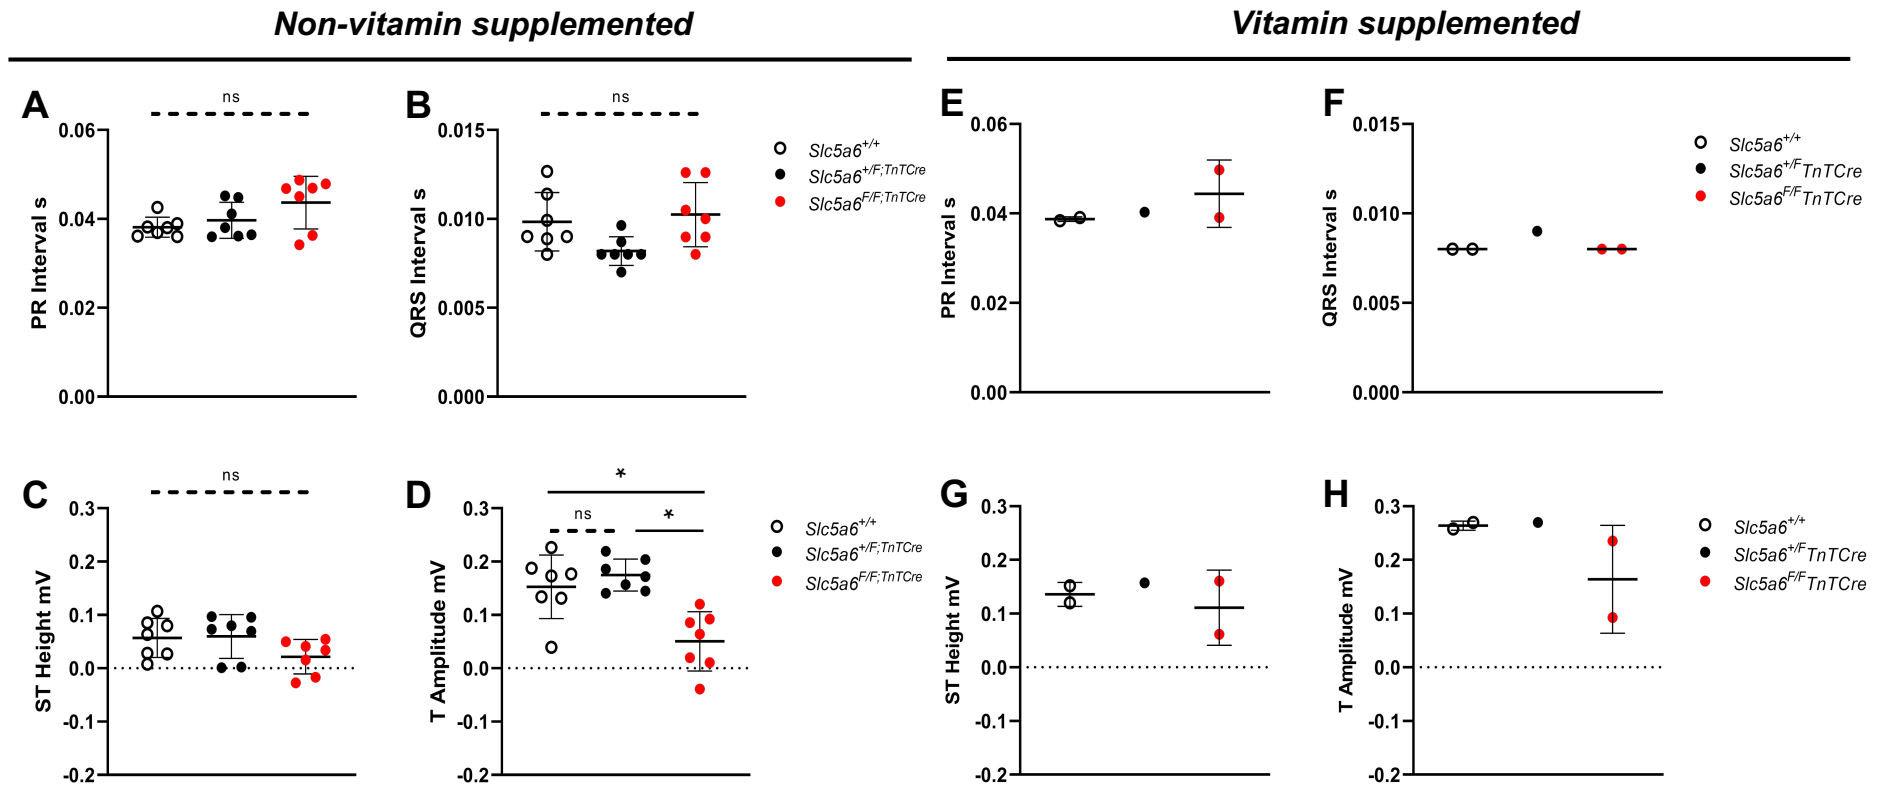 Non-vitamin supplemented
Vitamin supplemented
A
ns
PR Interval s
0.06
0.04
0.02
0.00
B
ns
QRS Interval s
0.015
0.010
0.005
0.000
Slc5a6+/+
Slc5a6+/F;TnTCre
Slc5a6F/F;TnTCre
E
PR Interval s
0.06
0.04
0.02
0.00
F
QRS Interval s
0.015
0.010
0.005
0.000
Slc5a6+/+
Slc5a6+/FTnTCre
Slc5a6F/FTnTCre
C
ns
ST Height mV
0.3
0.2
0.1
0.0
-0.1
-0.2
D
*
ns
*
T Amplitude mV
0.3
0.2
0.1
0.0
-0.1
-0.2
Slc5a6+/+
Slc5a6+/F;TnTCre
Slc5a6F/F;TnTCre
G
ST Height mV
0.3
0.2
0.1
0.0
-0.1
-0.2
H
T Amplitude mV
0.3
0.2
0.1
0.0
-0.1
-0.2
Slc5a6+/+
Slc5a6+/FTnTCre
Slc5a6F/FTnTCre